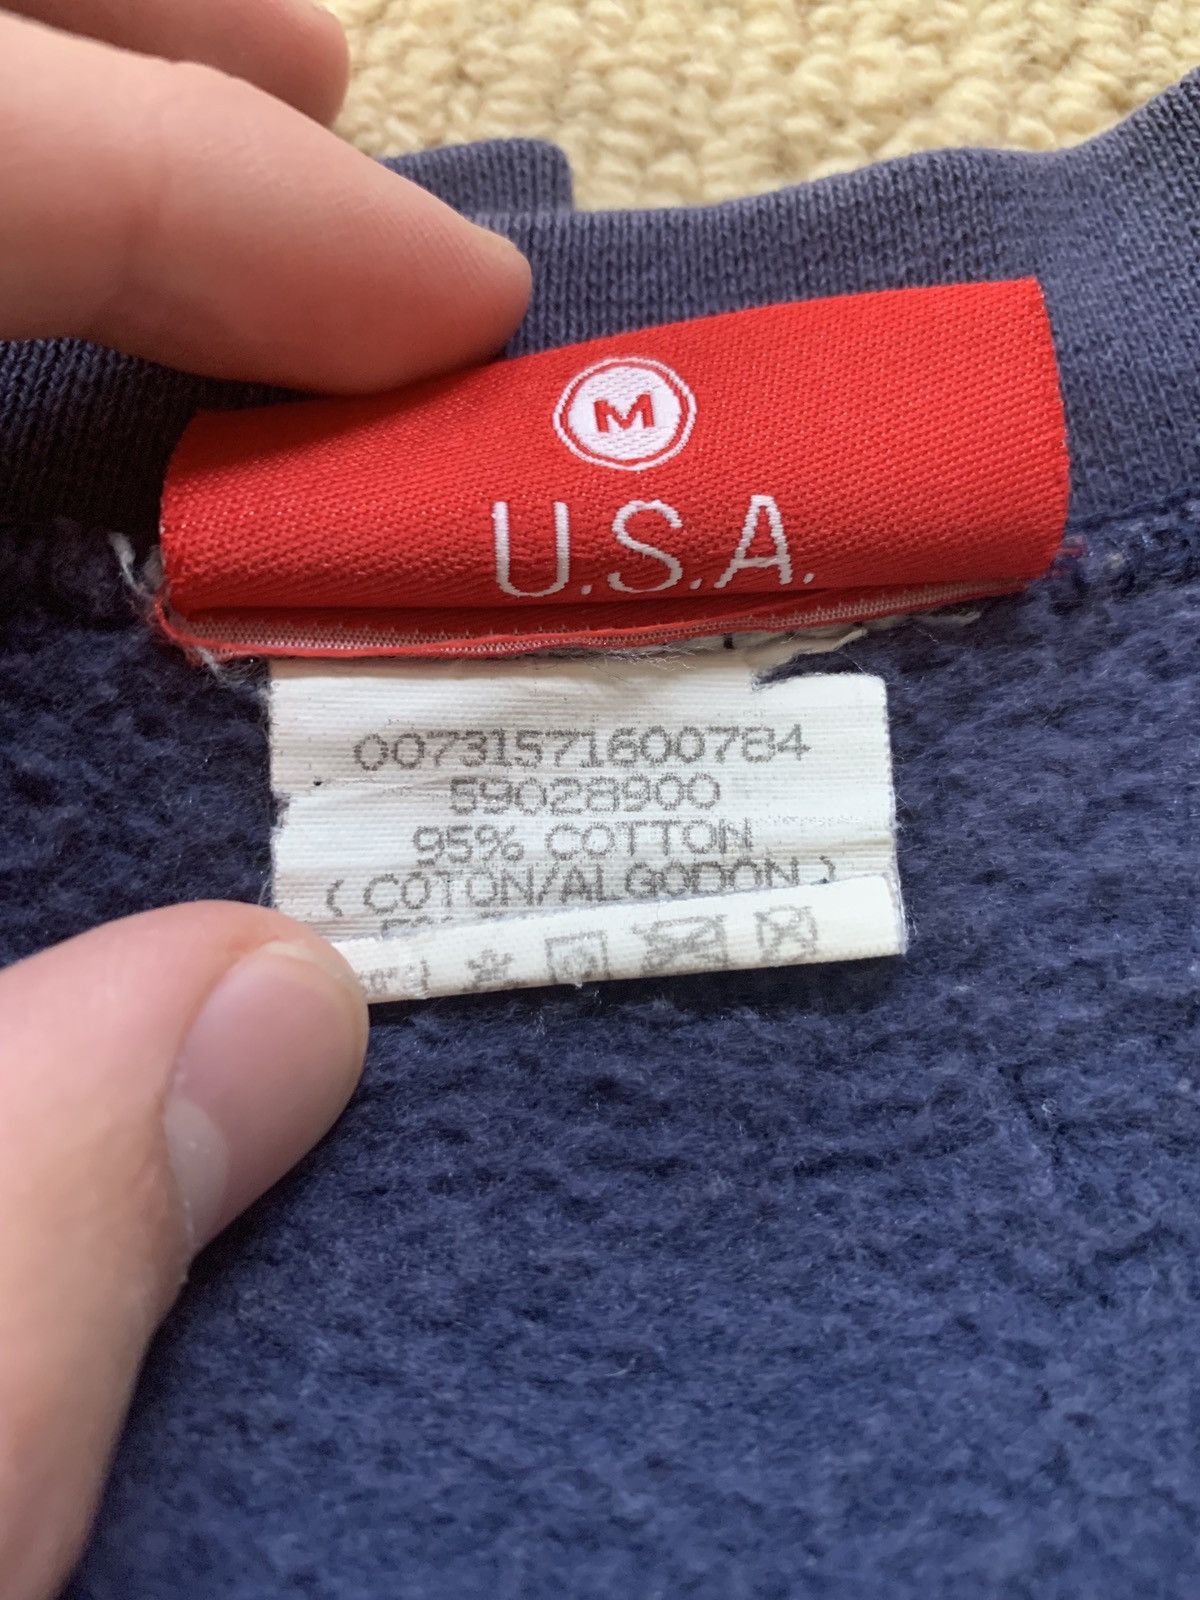 M
U.S.A.
00731571600784
59028900
95% COTTON
( COTON/ALGODON )